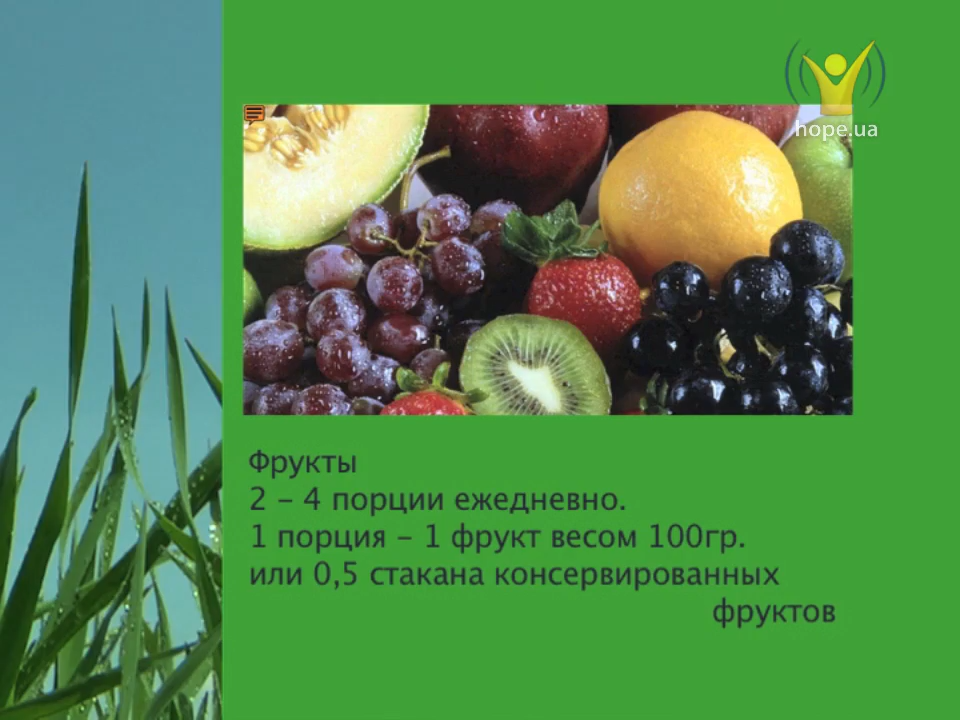 hope.ua
Фрукты
2 – 4 порции ежедневно.
1 порция – 1 фрукт весом 100гр.
или 0,5 стакана консервированных
фруктов